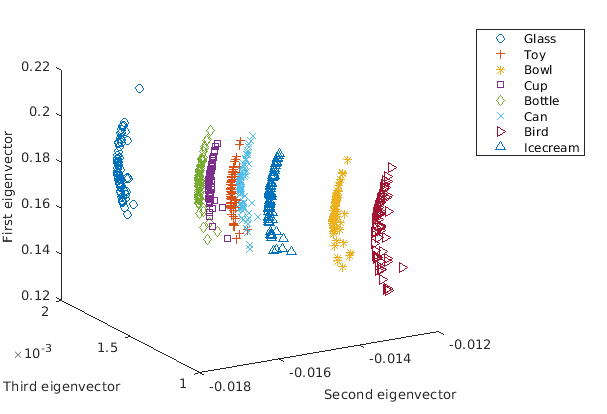 0.22
0.2
0.18
0.16
0.14
0.12
First eigenvector
2
1.5
1
×10⁻³
Third eigenvector
-0.018
-0.016
-0.014
-0.012
Second eigenvector
Glass
Toy
Bowl
Cup
Bottle
Can
Bird
Icecream